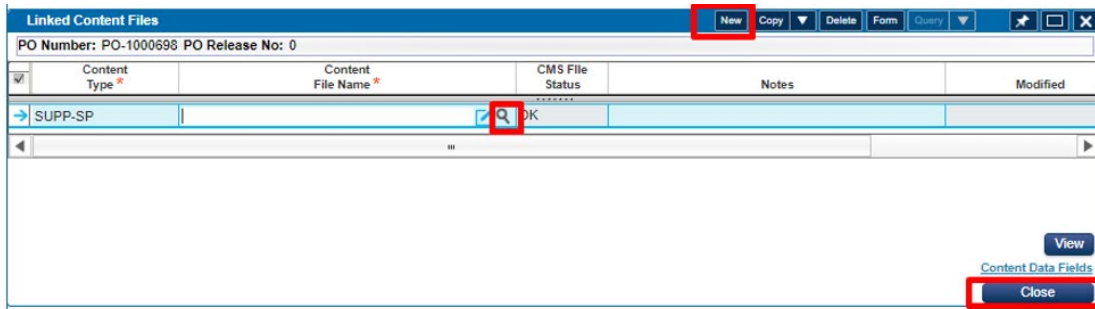 Linked Content Files New Copy Delete Form Query
PO Number: PO-1000698 PO Release No: 0
Content Type * Content File Name * CMS FIle Status Notes Modified
SUPP-SP OK
View
Content Data Fields
Close